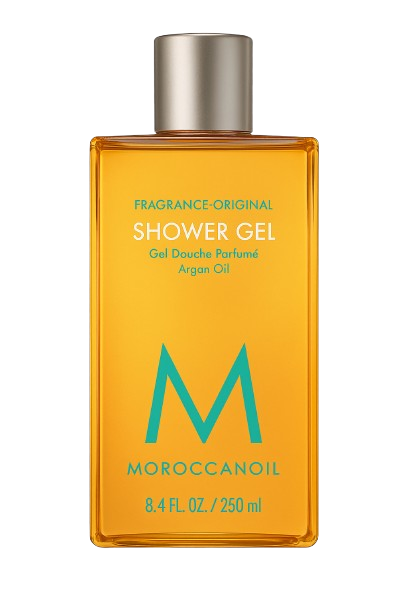 FRAGRANCE·ORIGINAL
SHOWER GEL
Gel Douche Parfumé
Argan Oil
M
MOROCCANOIL
8.4 FL. OZ. / 250 ml